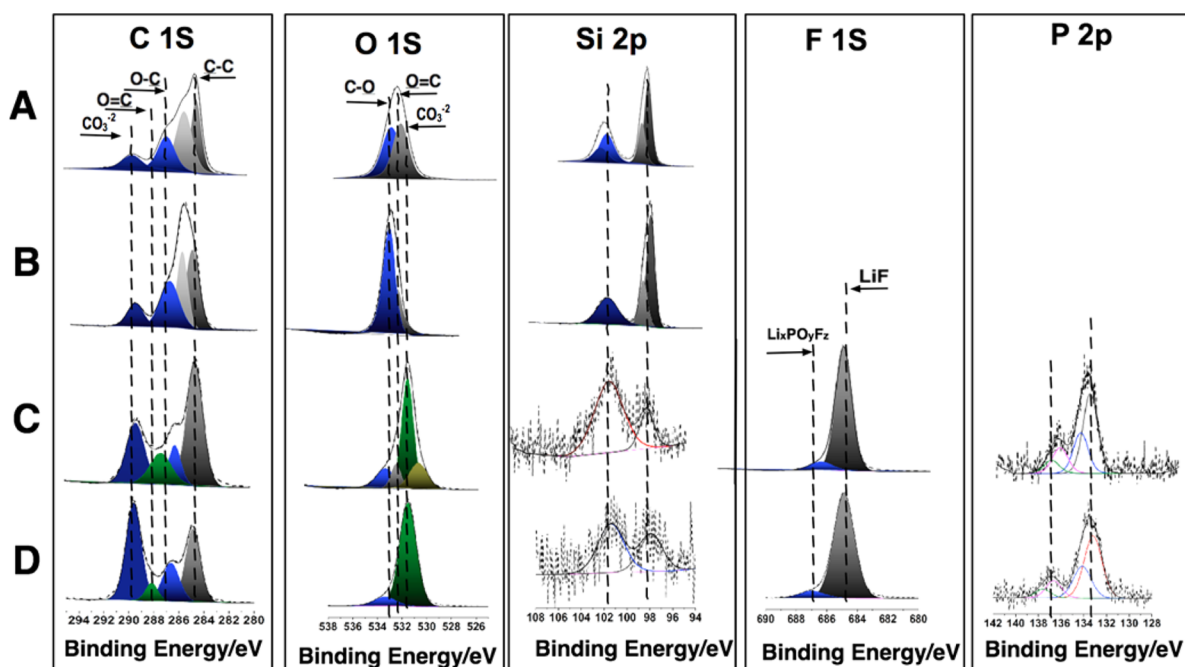 C 1S
O 1S
Si 2p
F 1S
P 2p
A
B
C
D
C-C
O-C
O=C
CO₃⁻²
C-O
O=C
CO₃⁻²
LiF
LixPOyFz
294 292 290 288 286 284 282 280
538 532 530 528 526
108 106 104 102 100 98 96 94
688 686 684 682 680
142 140 138 136 134 132 130 128
Binding Energy/eV
Binding Energy/eV
Binding Energy/eV
Binding Energy/eV
Binding Energy/eV